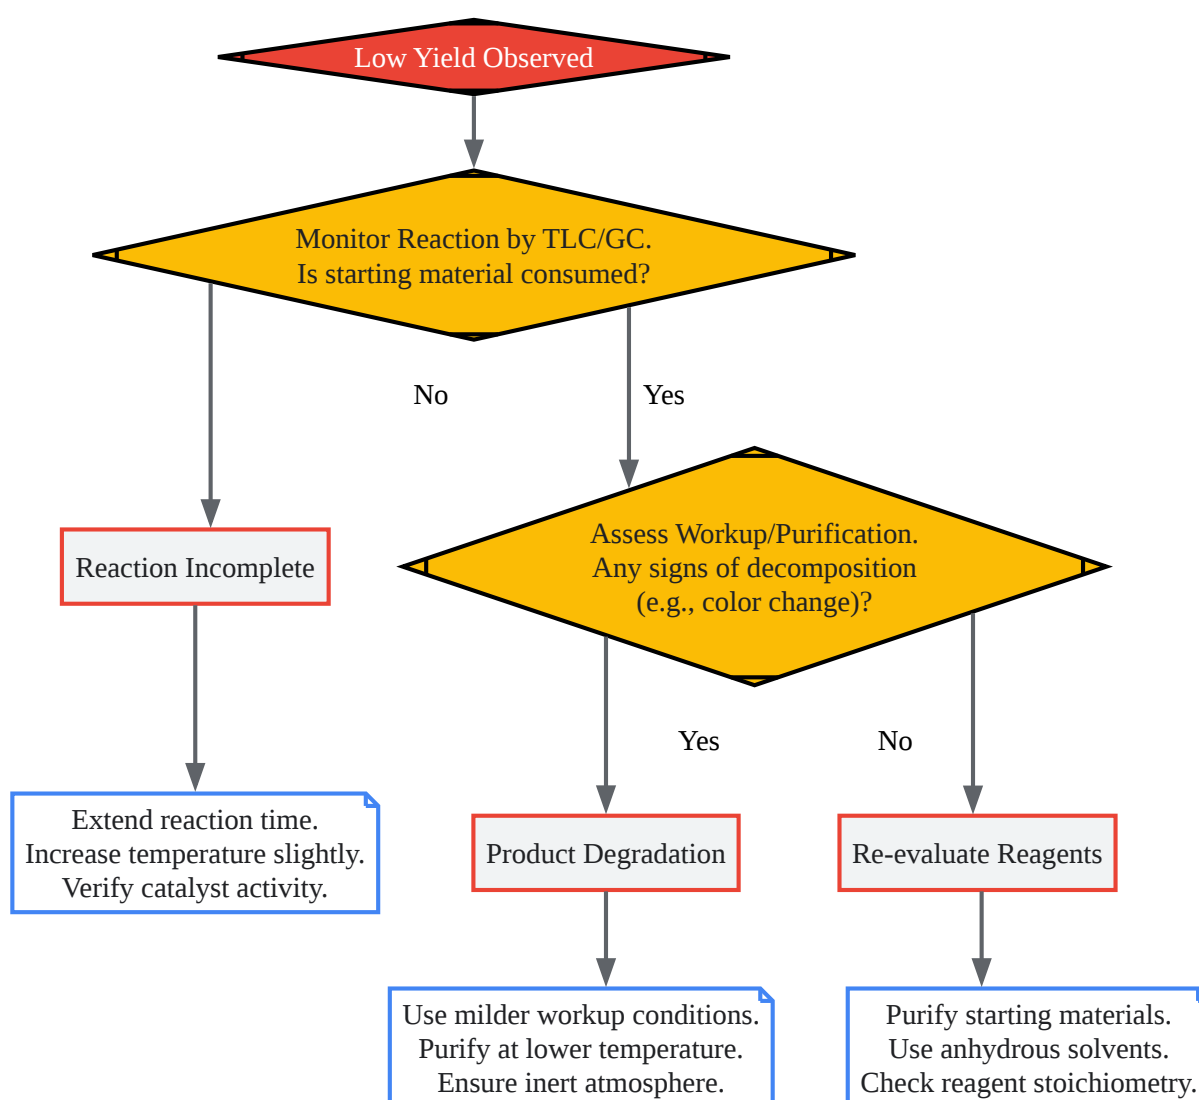 Low Yield Observed
Monitor Reaction by TLC/GC.
Is starting material consumed?
No
Yes
Assess Workup/Purification.
Any signs of decomposition
(e.g., color change)?
Reaction Incomplete
Yes
No
Extend reaction time.
Increase temperature slightly.
Verify catalyst activity.
Product Degradation
Re-evaluate Reagents
Use milder workup conditions.
Purify at lower temperature.
Ensure inert atmosphere.
Purify starting materials.
Use anhydrous solvents.
Check reagent stoichiometry.